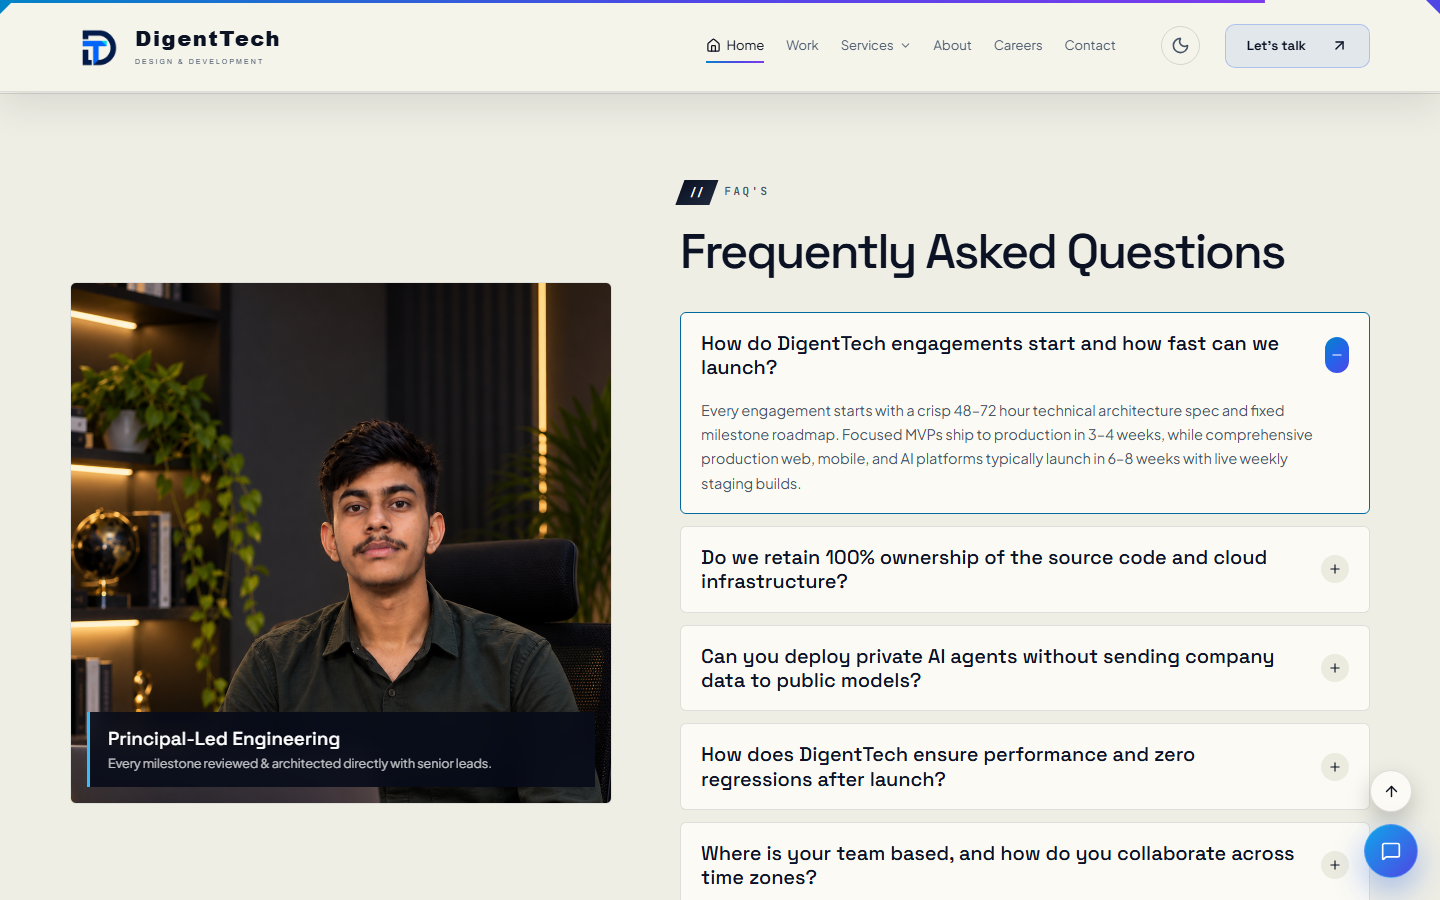 DigentTech
DESIGN & DEVELOPMENT
Home
Work
Services
About
Careers
Contact
Let's talk
// FAQ'S
Frequently Asked Questions
How do DigentTech engagements start and how fast can we
launch?
Every engagement starts with a crisp 48–72 hour technical architecture spec and fixed
milestone roadmap. Focused MVPs ship to production in 3–4 weeks, while comprehensive
production web, mobile, and AI platforms typically launch in 6–8 weeks with live weekly
staging builds.
Do we retain 100% ownership of the source code and cloud
infrastructure?
Can you deploy private AI agents without sending company
data to public models?
How does DigentTech ensure performance and zero
regressions after launch?
Where is your team based, and how do you collaborate across
time zones?
Principal-Led Engineering
Every milestone reviewed & architected directly with senior leads.